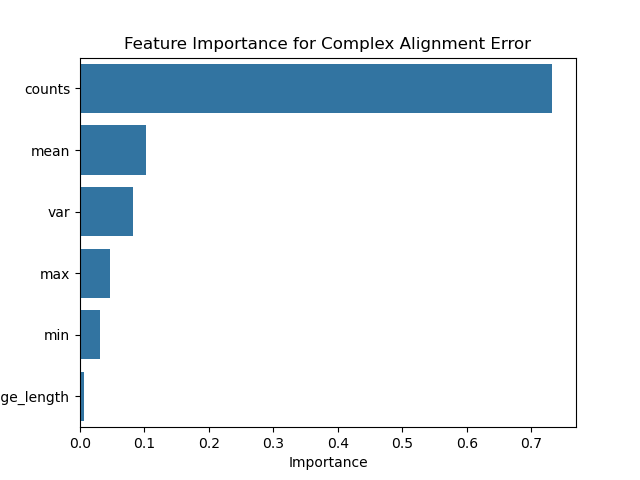 Feature Importance for Complex Alignment Error
counts
mean
var
max
min
ge_length
0.0 0.1 0.2 0.3 0.4 0.5 0.6 0.7
Importance